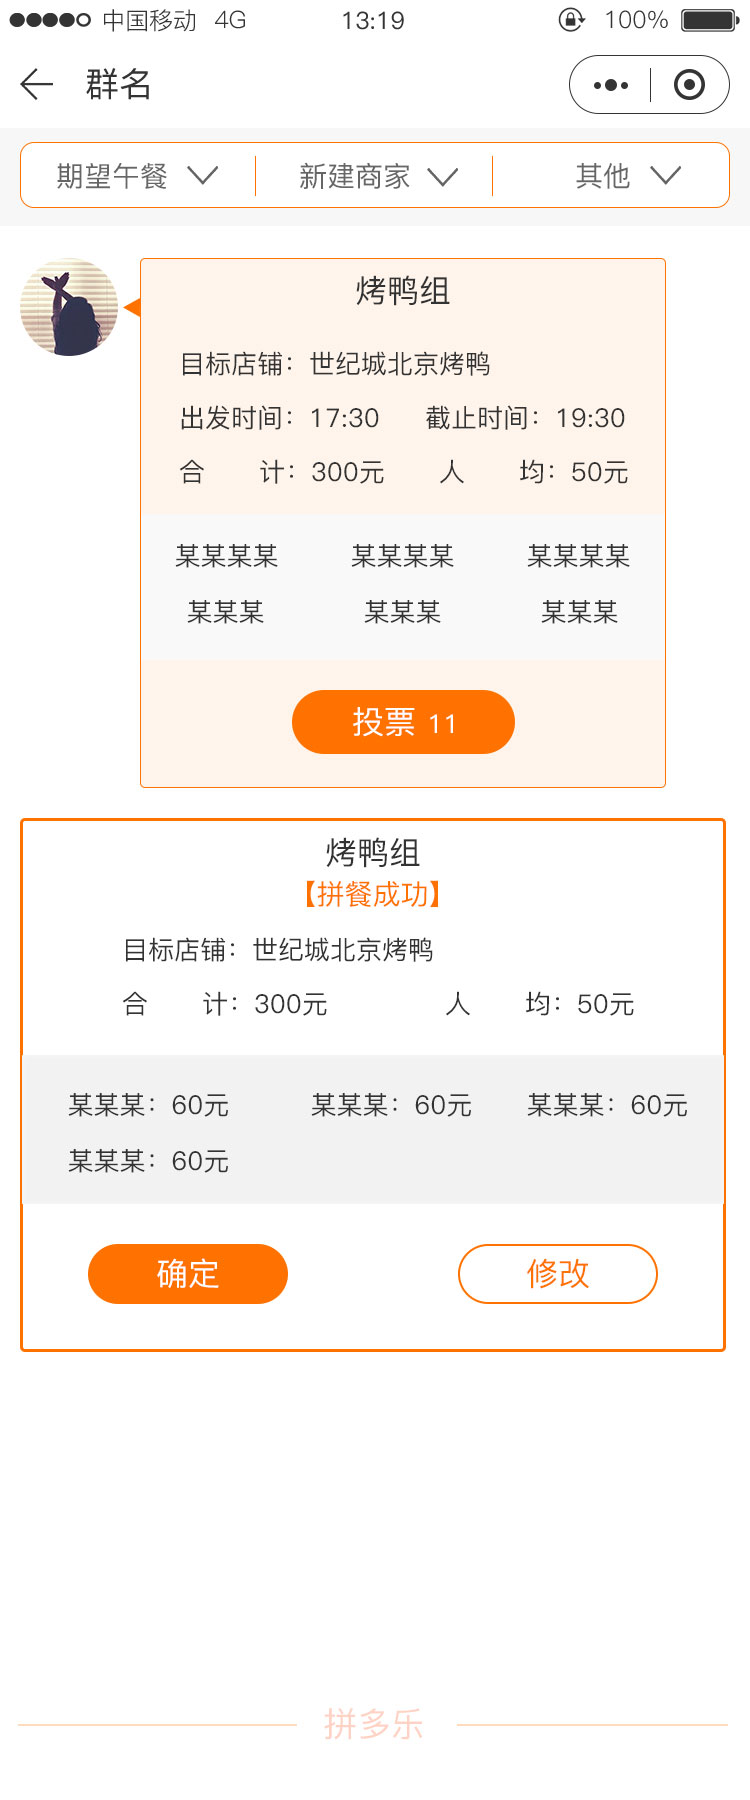 中国移动 4G 13:19 100%
群名
期望午餐 新建商家 其他
烤鸭组
目标店铺：世纪城北京烤鸭
出发时间：17:30 截止时间：19:30
合 计：300元 人 均：50元
某某某某 某某某某 某某某某
某某某 某某某 某某某
投票 11
烤鸭组
【拼餐成功】
目标店铺：世纪城北京烤鸭
合 计：300元 人 均：50元
某某某：60元 某某某：60元 某某某：60元
某某某：60元
确定 修改
拼多乐